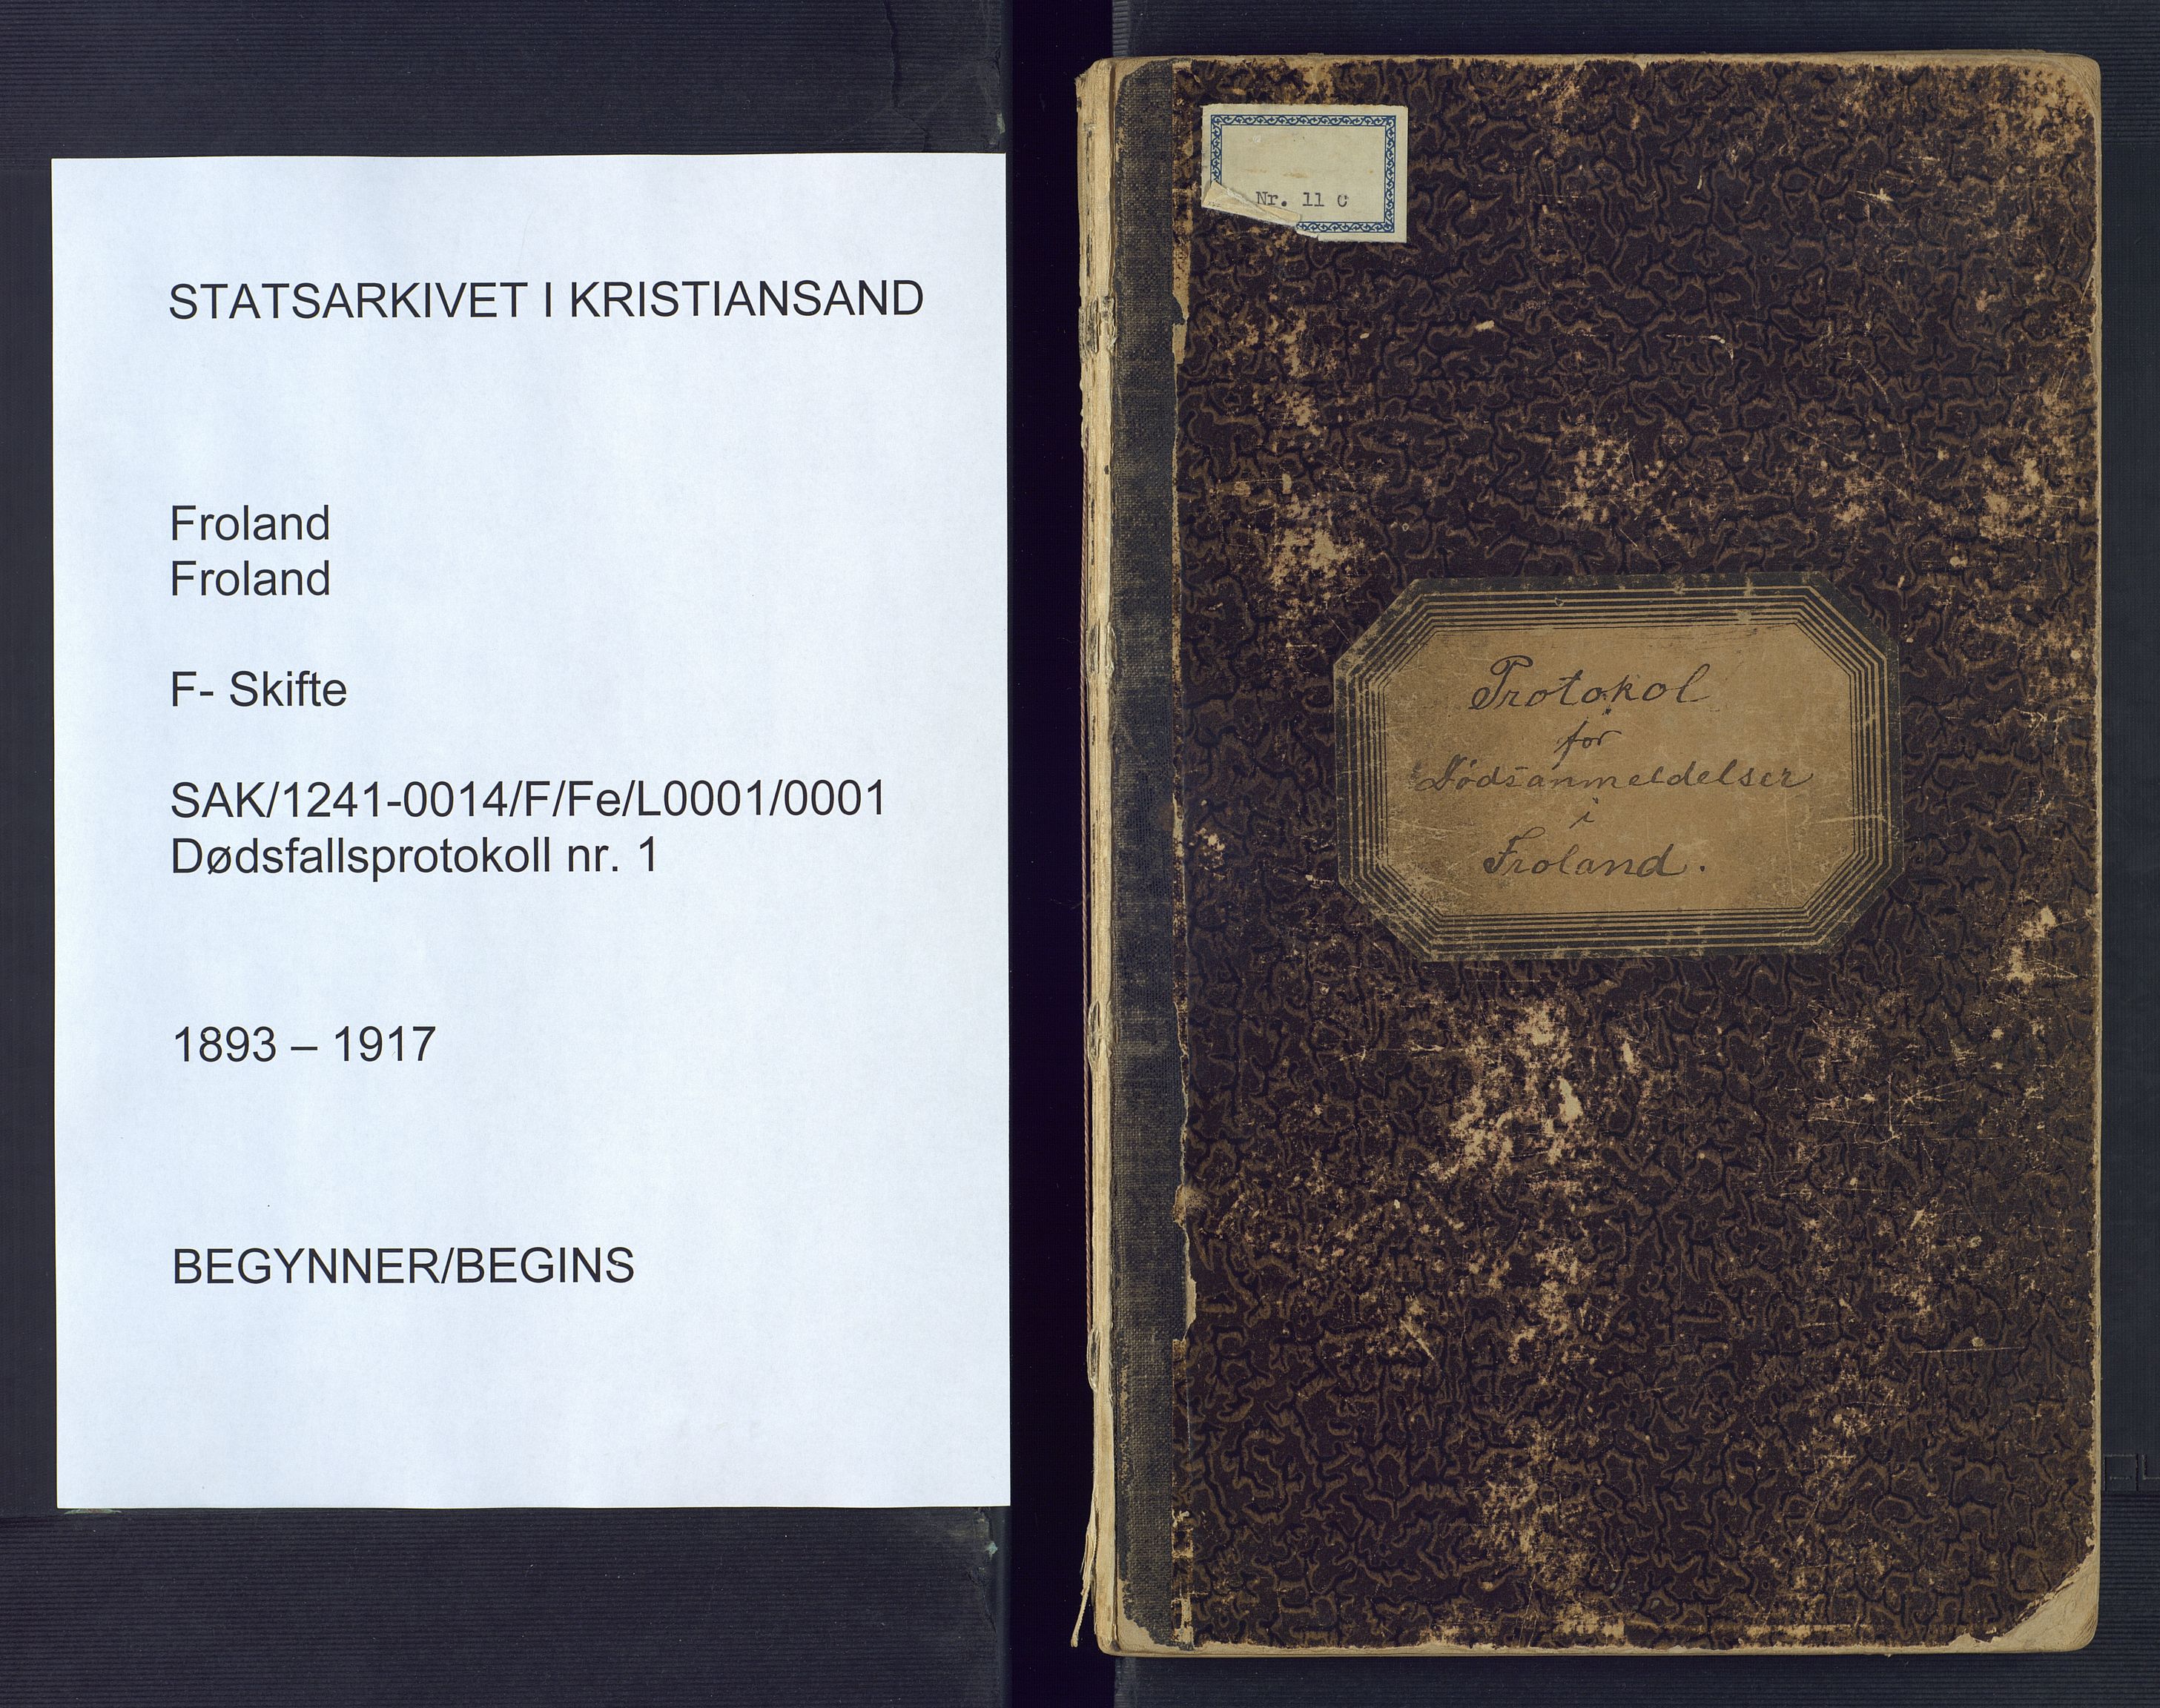 STATSARKIVET I KRISTIANSAND
Froland
Froland
F- Skifte
SAK/1241-0014/F/Fe/L0001/0001
Dødsfallsprotokoll nr. 1
1893 – 1917
BEGYNNER/BEGINS
Nr. 11 C
Protokol
for
Dødsanmeldelser
i
Froland.